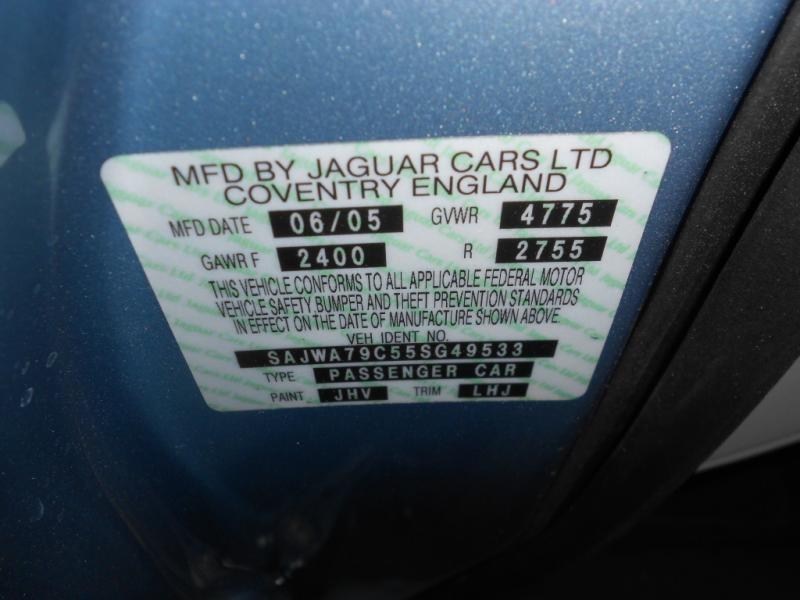 MFD BY JAGUAR CARS LTD
COVENTRY ENGLAND
MFD DATE 06/05 GVWR 4775
GAWR F 2400 R 2755
THIS VEHICLE CONFORMS TO ALL APPLICABLE FEDERAL MOTOR
VEHICLE SAFETY, BUMPER AND THEFT PREVENTION STANDARDS
IN EFFECT ON THE DATE OF MANUFACTURE SHOWN ABOVE.
VEH IDENT NO.
SAJWA79C55SG49533
TYPE PASSENGER CAR
PAINT JHV TRIM LHJ